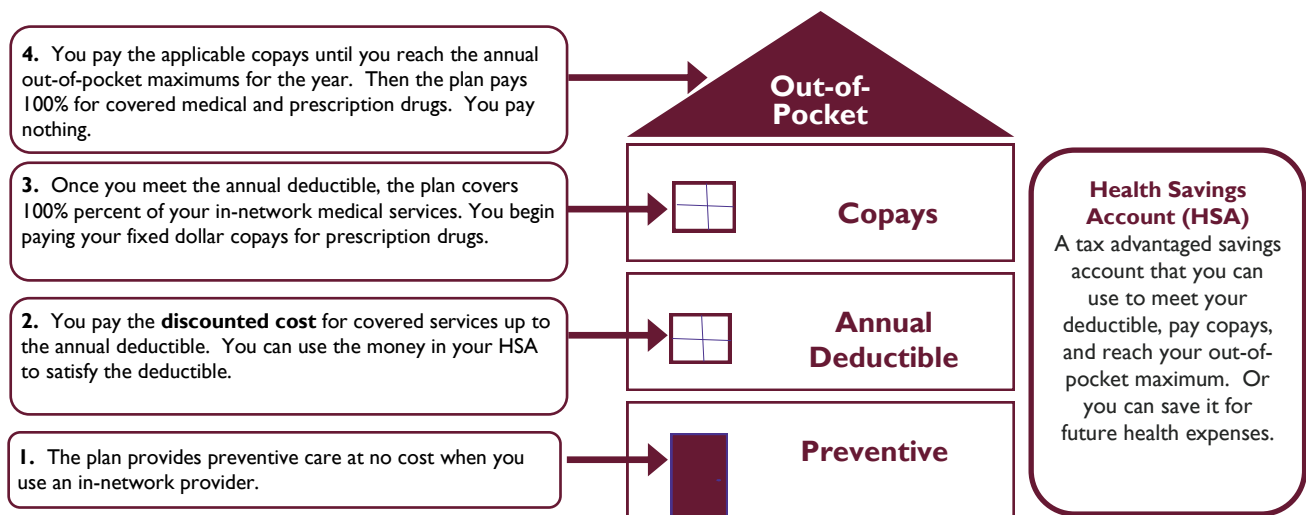 4. You pay the applicable copays until you reach the annual
out-of-pocket maximums for the year. Then the plan pays
100% for covered medical and prescription drugs. You pay
nothing.
Out-of-
Pocket
3. Once you meet the annual deductible, the plan covers
100% percent of your in-network medical services. You begin
paying your fixed dollar copays for prescription drugs.
Copays
2. You pay the discounted cost for covered services up to
the annual deductible. You can use the money in your HSA
to satisfy the deductible.
Annual
Deductible
1. The plan provides preventive care at no cost when you
use an in-network provider.
Preventive
Health Savings
Account (HSA)
A tax advantaged savings
account that you can
use to meet your
deductible, pay copays,
and reach your out-of-
pocket maximum. Or
you can save it for
future health expenses.